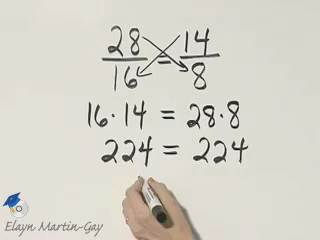 28/16 = 14/8
16·14 = 28·8
224 = 224
Elayn Martin-Gay